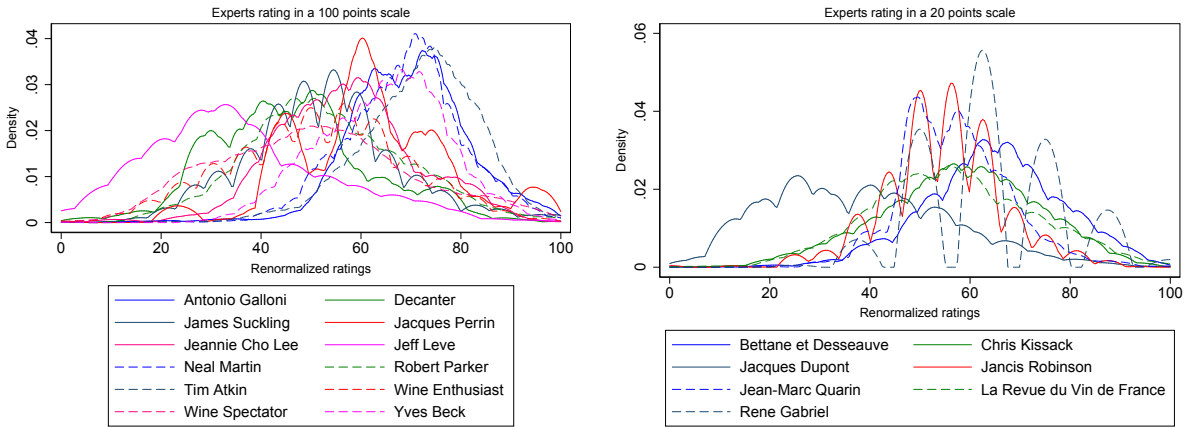 Experts rating in a 100 points scale
Density
.04
.03
.02
.01
0
0 20 40 60 80 100
Renormalized ratings
Antonio Galloni Decanter
James Suckling Jacques Perrin
Jeannie Cho Lee Jeff Leve
Neal Martin Robert Parker
Tim Atkin Wine Enthusiast
Wine Spectator Yves Beck
Experts rating in a 20 points scale
Density
.06
.04
.02
0
0 20 40 60 80 100
Renormalized ratings
Bettane et Desseauve Chris Kissack
Jacques Dupont Jancis Robinson
Jean-Marc Quarin La Revue du Vin de France
Rene Gabriel